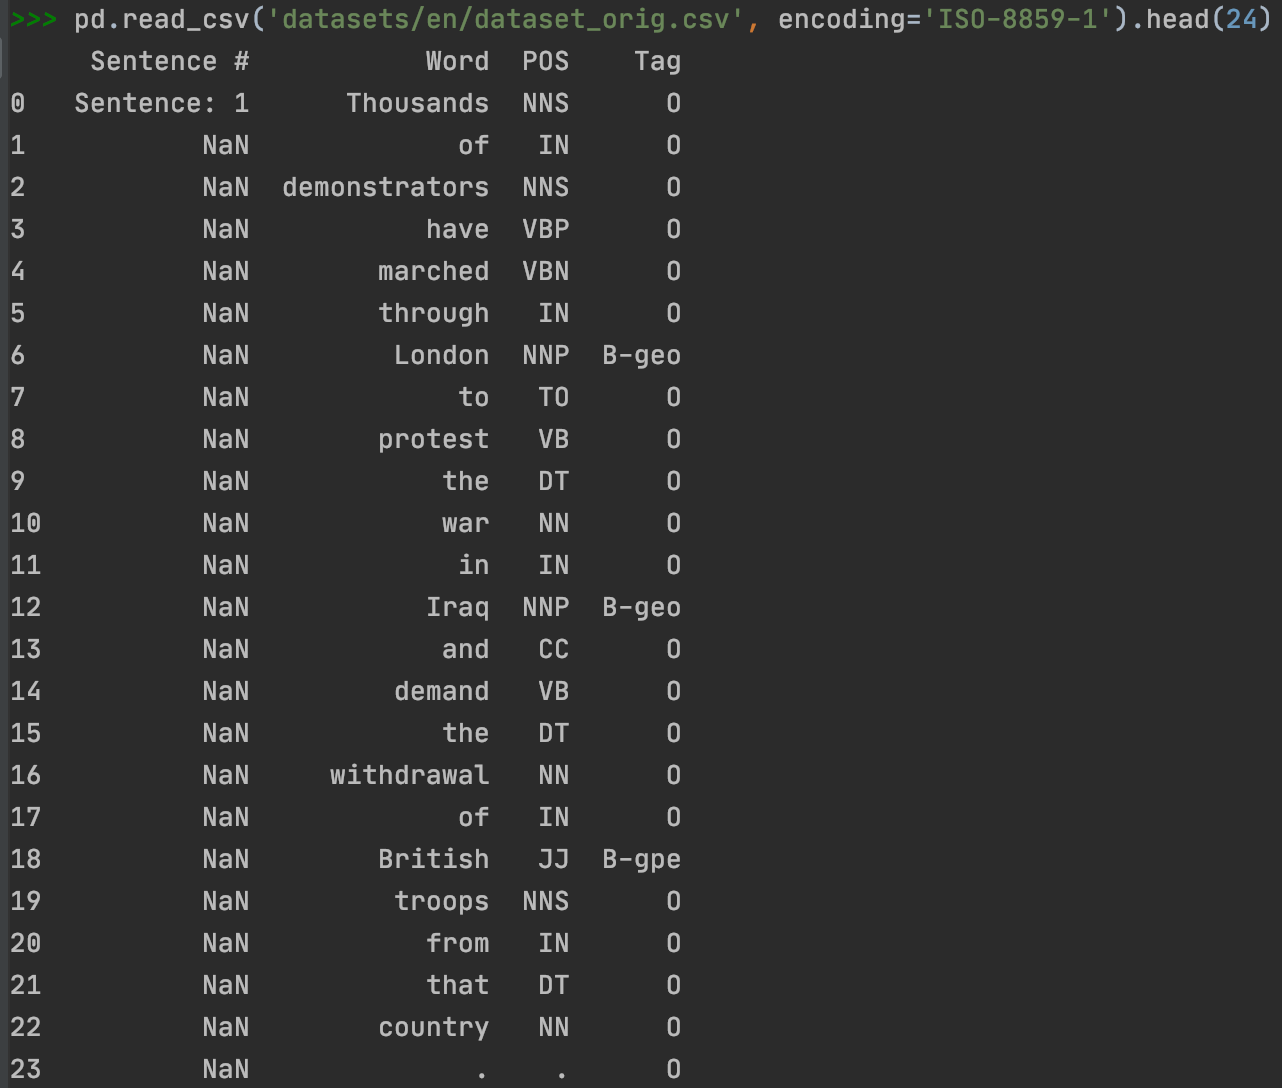 >>> pd.read_csv('datasets/en/dataset_orig.csv', encoding='ISO-8859-1').head(24)
Sentence # Word POS Tag
0 Sentence: 1 Thousands NNS O
1 NaN of IN O
2 NaN demonstrators NNS O
3 NaN have VBP O
4 NaN marched VBN O
5 NaN through IN O
6 NaN London NNP B-geo
7 NaN to TO O
8 NaN protest VB O
9 NaN the DT O
10 NaN war NN O
11 NaN in IN O
12 NaN Iraq NNP B-geo
13 NaN and CC O
14 NaN demand VB O
15 NaN the DT O
16 NaN withdrawal NN O
17 NaN of IN O
18 NaN British JJ B-gpe
19 NaN troops NNS O
20 NaN from IN O
21 NaN that DT O
22 NaN country NN O
23 NaN . . O